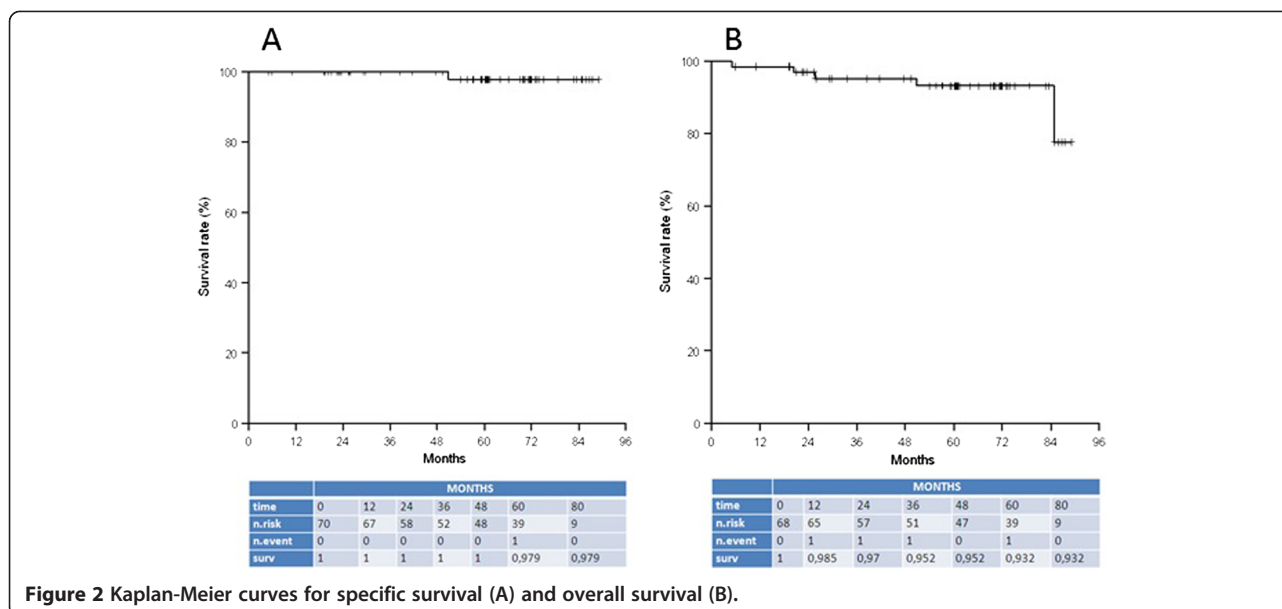 A
B
100
80
60
40
20
0
Survival rate (%)
0 12 24 36 48 60 72 84 96
Months
100
80
60
40
20
0
Survival rate (%)
0 12 24 36 48 60 72 84 96
Months
MONTHS
time 0 12 24 36 48 60 80
n.risk 70 67 58 52 48 39 9
n.event 0 0 0 0 0 1 0
surv 1 1 1 1 1 0,979 0,979
MONTHS
time 0 12 24 36 48 60 80
n.risk 68 65 57 51 47 39 9
n.event 0 1 1 1 0 1 0
surv 1 0,985 0,97 0,952 0,952 0,932 0,932
Figure 2 Kaplan-Meier curves for specific survival (A) and overall survival (B).